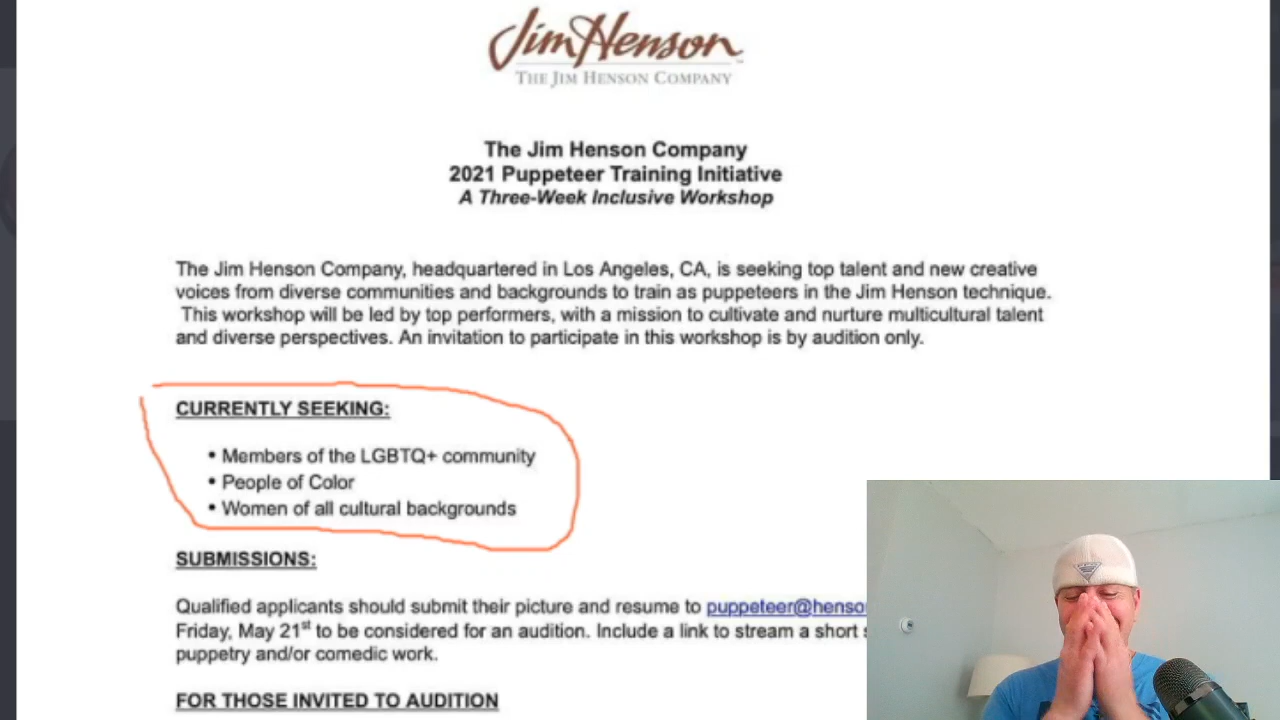 Jim Henson
THE JIM HENSON COMPANY
The Jim Henson Company
2021 Puppeteer Training Initiative
A Three-Week Inclusive Workshop
The Jim Henson Company, headquartered in Los Angeles, CA, is seeking top talent and new creative
voices from diverse communities and backgrounds to train as puppeteers in the Jim Henson technique.
This workshop will be led by top performers, with a mission to cultivate and nurture multicultural talent
and diverse perspectives. An invitation to participate in this workshop is by audition only.
CURRENTLY SEEKING:
• Members of the LGBTQ+ community
• People of Color
• Women of all cultural backgrounds
SUBMISSIONS:
Qualified applicants should submit their picture and resume to puppeteer@henso
Friday, May 21st to be considered for an audition. Include a link to stream a short s
puppetry and/or comedic work.
FOR THOSE INVITED TO AUDITION